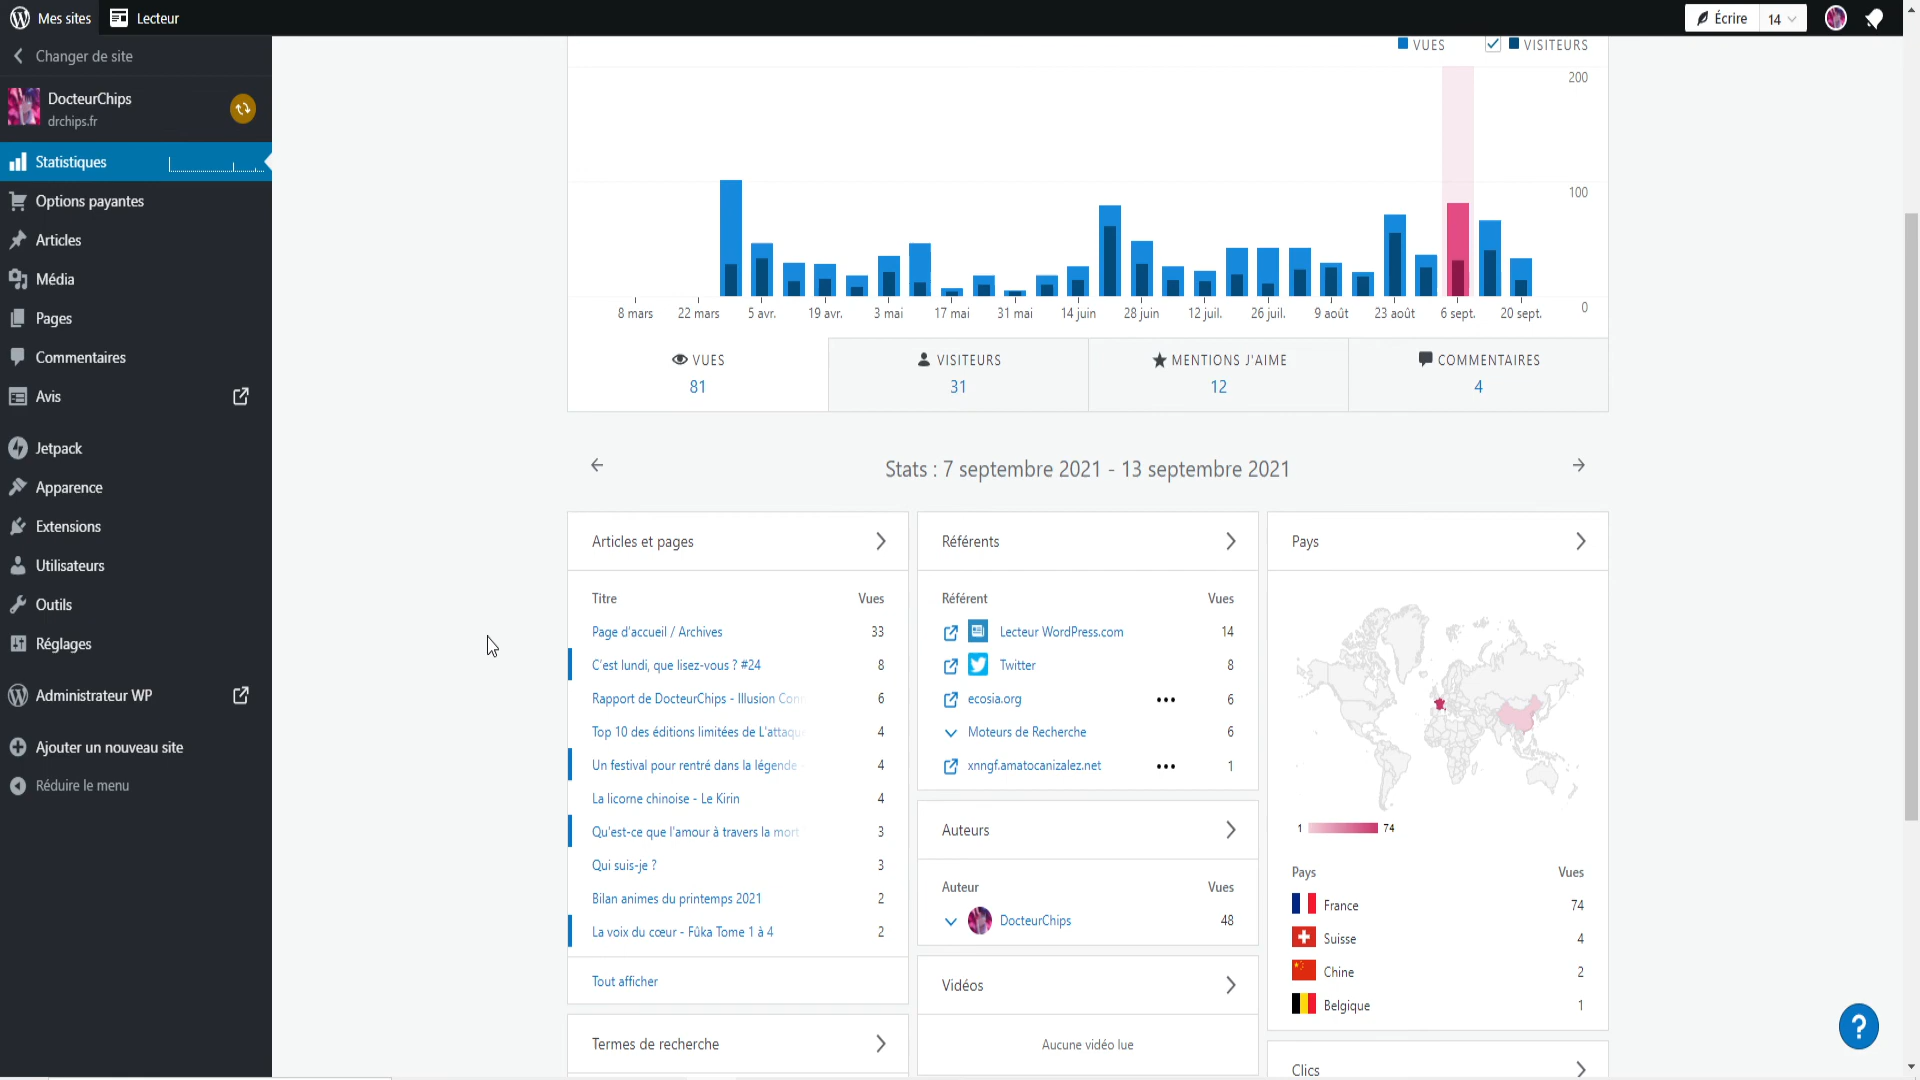 Mes sites
Lecteur
Écrire
14
Changer de site
DocteurChips
drchips.fr
Statistiques
Options payantes
Articles
Média
Pages
Commentaires
Avis
Jetpack
Apparence
Extensions
Utilisateurs
Outils
Réglages
Administrateur WP
Ajouter un nouveau site
Réduire le menu
VUES
VISITEURS
200
100
0
8 mars
22 mars
5 avr.
19 avr.
3 mai
17 mai
31 mai
14 juin
28 juin
12 juil.
26 juil.
9 août
23 août
6 sept.
20 sept.
VUES
81
VISITEURS
31
MENTIONS J'AIME
12
COMMENTAIRES
4
Stats : 7 septembre 2021 - 13 septembre 2021
Articles et pages
Titre Vues
Page d'accueil / Archives 33
C'est lundi, que lisez-vous ? #24 8
Rapport de DocteurChips - Illusion Con 6
Top 10 des éditions limitées de L'attaqu 4
Un festival pour rentré dans la légende - 4
La licorne chinoise - Le Kirin 4
Qu'est-ce que l'amour à travers la mort 3
Qui suis-je ? 3
Bilan animes du printemps 2021 2
La voix du cœur - Fûka Tome 1 à 4 2
Tout afficher
Termes de recherche
Référents
Référent Vues
Lecteur WordPress.com 14
Twitter 8
ecosia.org ••• 6
Moteurs de Recherche 6
xnngf.amatocanizalez.net ••• 1
Auteurs
Auteur Vues
DocteurChips 48
Vidéos
Aucune vidéo lue
Pays
1 74
Pays Vues
France 74
Suisse 4
Chine 2
Belgique 1
Clics
?